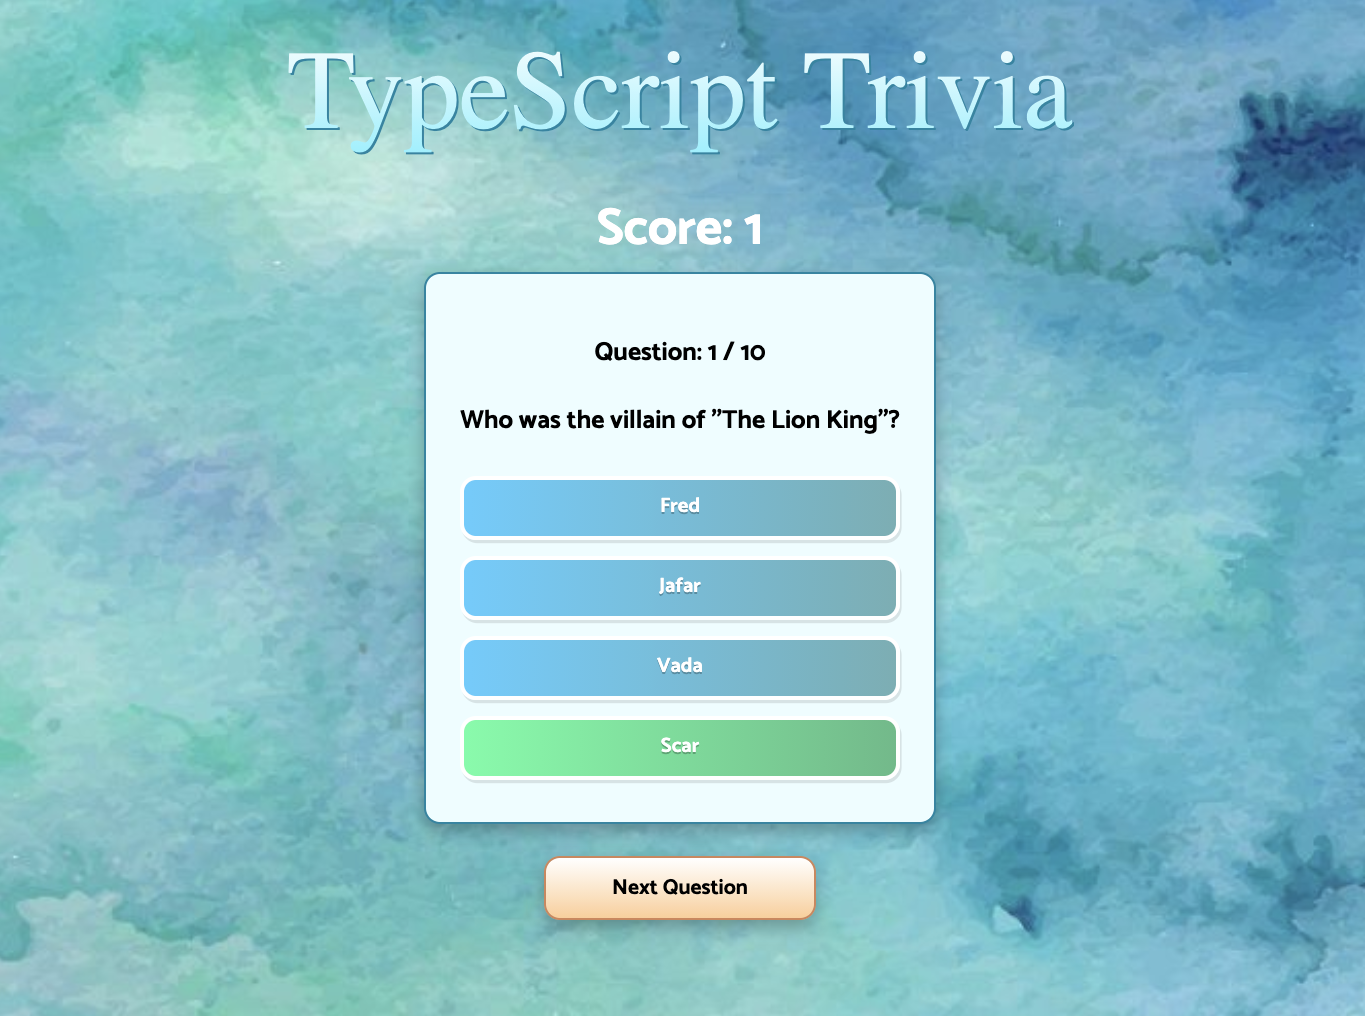 TypeScript Trivia
Score: 1
Question: 1 / 10
Who was the villain of ”The Lion King”?
Fred
Jafar
Vada
Scar
Next Question